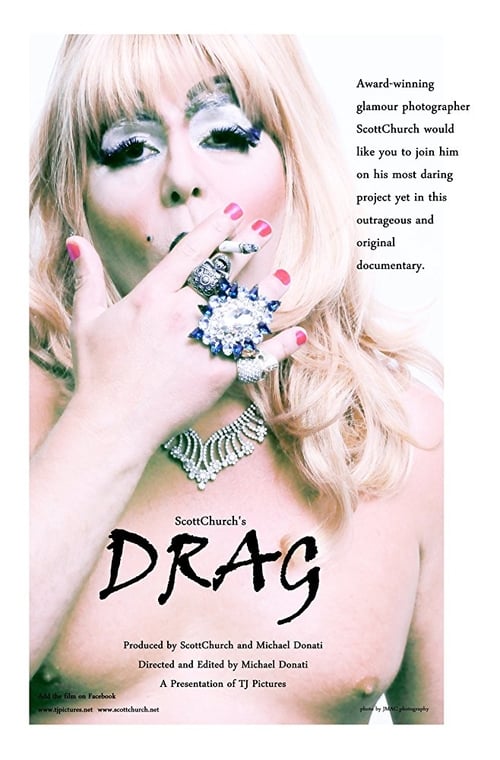 Award-winning
glamour photographer
ScottChurch would
like you to join him
on his most daring
project yet in this
outrageous and
original
documentary.
ScottChurch's
DRAG
Produced by ScottChurch and Michael Donati
Directed and Edited by Michael Donati
A Presentation of TJ Pictures
Add the film on Facebook
www.tjpictures.net www.scottchurch.net
photo by JMAC photography